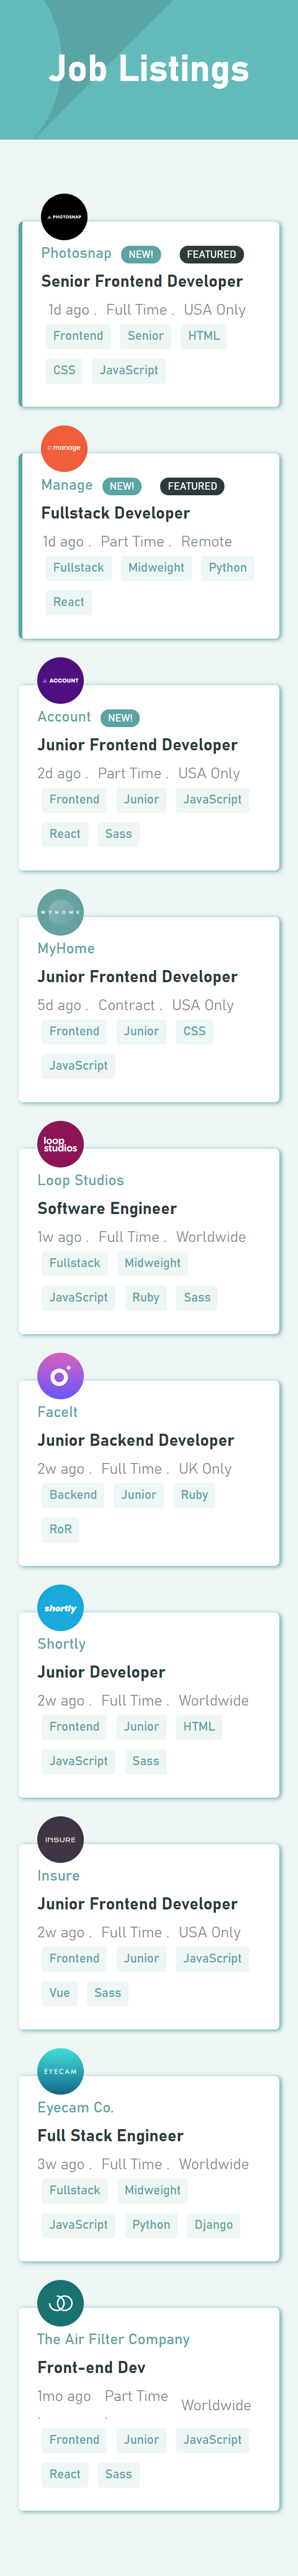 Job Listings
PHOTOSNAP
Photosnap NEW! FEATURED
Senior Frontend Developer
1d ago . Full Time . USA Only
Frontend Senior HTML
CSS JavaScript
manage
Manage NEW! FEATURED
Fullstack Developer
1d ago . Part Time . Remote
Fullstack Midweight Python
React
ACCOUNT
Account NEW!
Junior Frontend Developer
2d ago . Part Time . USA Only
Frontend Junior JavaScript
React Sass
MYHOME
MyHome
Junior Frontend Developer
5d ago . Contract . USA Only
Frontend Junior CSS
JavaScript
loop
studios
Loop Studios
Software Engineer
1w ago . Full Time . Worldwide
Fullstack Midweight
JavaScript Ruby Sass
FaceIt
Junior Backend Developer
2w ago . Full Time . UK Only
Backend Junior Ruby
RoR
shortly
Shortly
Junior Developer
2w ago . Full Time . Worldwide
Frontend Junior HTML
JavaScript Sass
INSURE
Insure
Junior Frontend Developer
2w ago . Full Time . USA Only
Frontend Junior JavaScript
Vue Sass
EYECAM
Eyecam Co.
Full Stack Engineer
3w ago . Full Time . Worldwide
Fullstack Midweight
JavaScript Python Django
The Air Filter Company
Front-end Dev
1mo ago Part Time Worldwide
. .
Frontend Junior JavaScript
React Sass